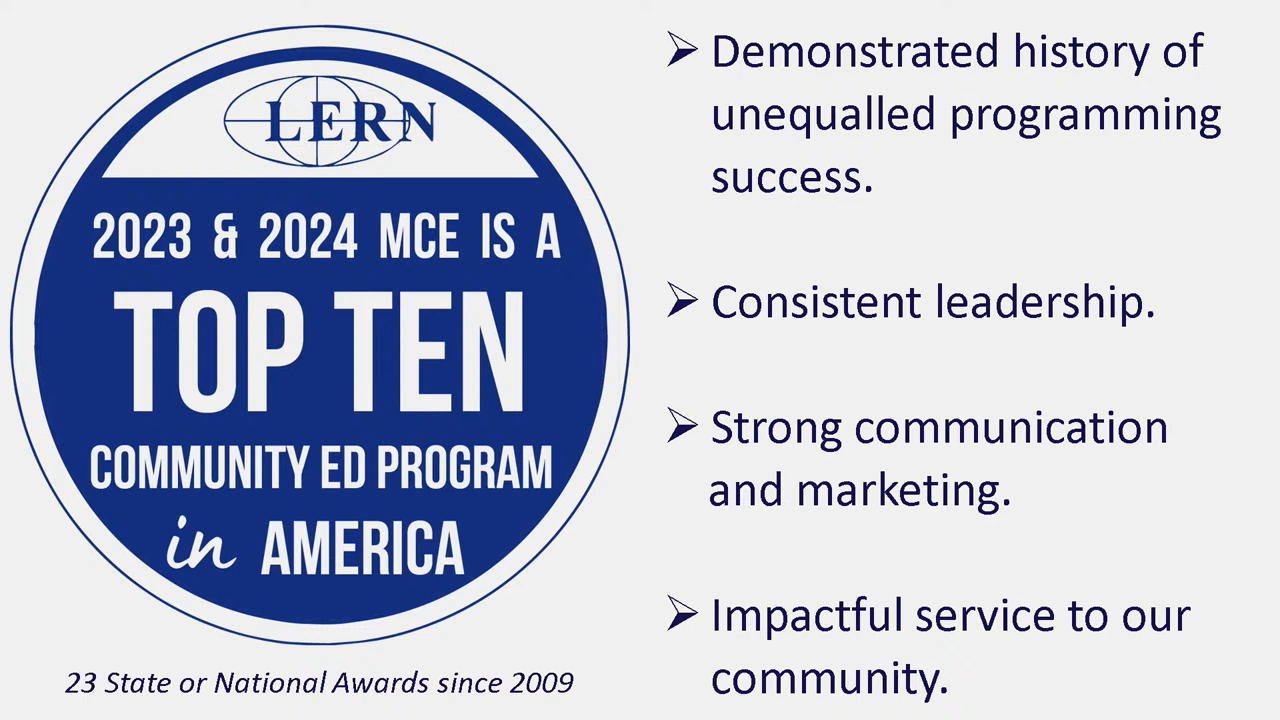 LERN
2023 & 2024 MCE IS A
TOP TEN
COMMUNITY ED PROGRAM
in AMERICA
23 State or National Awards since 2009
Demonstrated history of
unequalled programming
success.
Consistent leadership.
Strong communication
and marketing.
Impactful service to our
community.